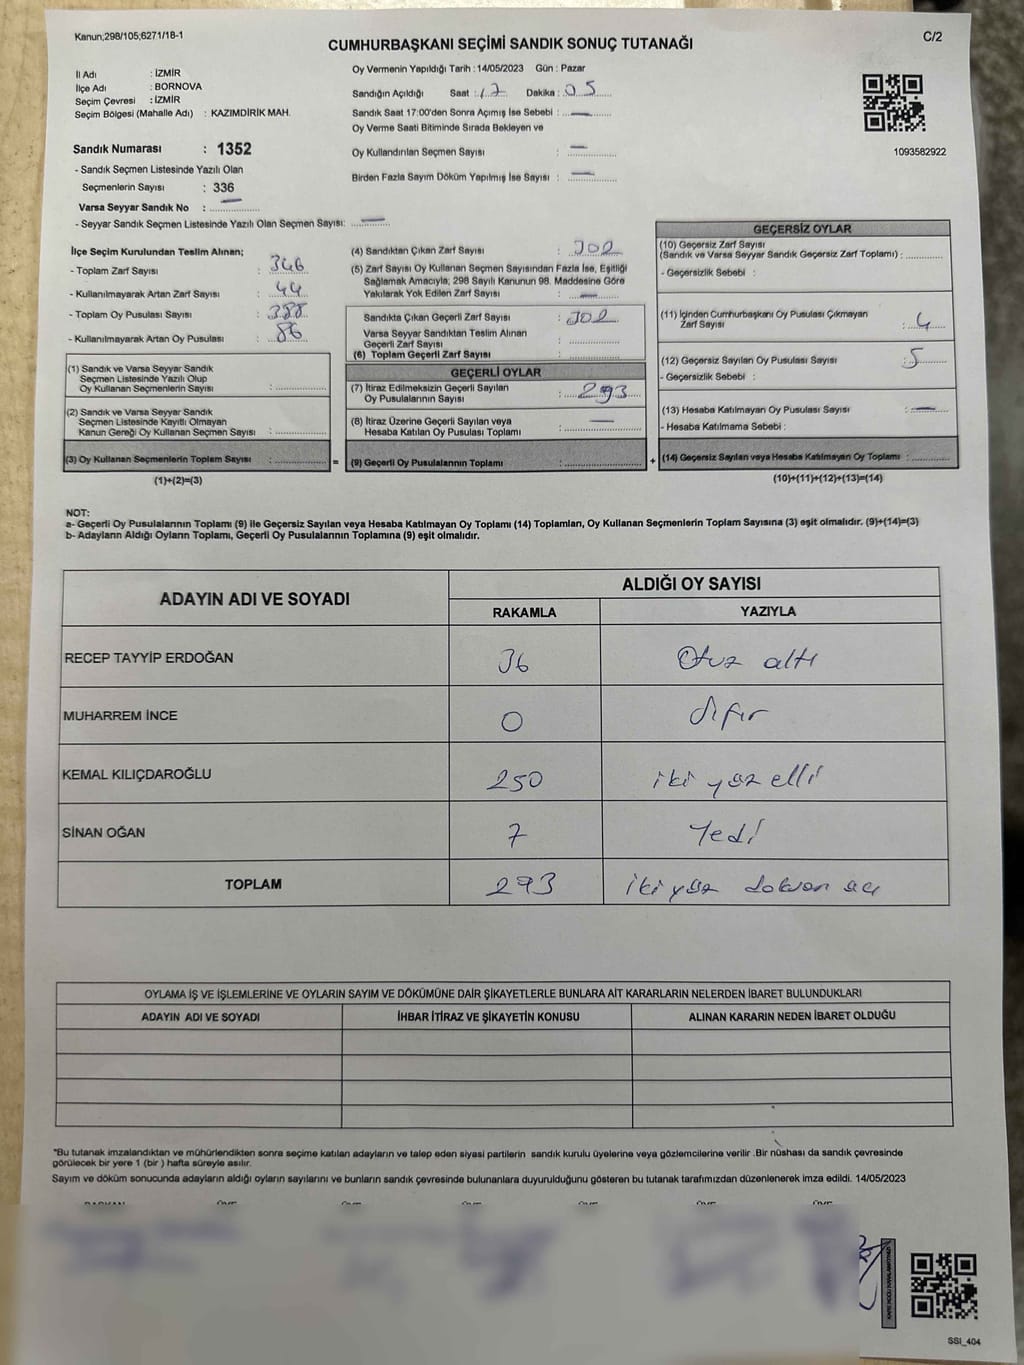 Kanun;298/105;6271/18-1
C/2
CUMHURBAŞKANI SEÇİMİ SANDIK SONUÇ TUTANAĞI
İl Adı : İZMİR
İlçe Adı : BORNOVA
Seçim Çevresi : İZMİR
Seçim Bölgesi (Mahalle Adı) : KAZIMDİRİK MAH.
Sandık Numarası : 1352
- Sandık Seçmen Listesinde Yazılı Olan
Seçmenlerin Sayısı : 336
Varsa Seyyar Sandık No : —
- Seyyar Sandık Seçmen Listesinde Yazılı Olan Seçmen Sayısı: —
Oy Vermenin Yapıldığı Tarih : 14/05/2023 Gün : Pazar
Sandığın Açıldığı Saat : 17 Dakika : 05
Sandık Saat 17:00'den Sonra Açımış İse Sebebi : —
Oy Verme Saati Bitiminde Sırada Bekleyen ve
Oy Kullandırılan Seçmen Sayısı : —
Birden Fazla Sayım Döküm Yapılmış İse Sayısı : —
1093582922
İlçe Seçim Kurulundan Teslim Alınan;
- Toplam Zarf Sayısı : 346
- Kullanılmayarak Artan Zarf Sayısı : 44
- Toplam Oy Pusulası Sayısı : 388
- Kullanılmayarak Artan Oy Pusulası : 86
(1) Sandık ve Varsa Seyyar Sandık
Seçmen Listesinde Yazılı Olup
Oy Kullanan Seçmenlerin Sayısı :
(2) Sandık ve Varsa Seyyar Sandık
Seçmen Listesinde Kayıtlı Olmayan
Kanun Gereği Oy Kullanan Seçmen Sayısı :
(3) Oy Kullanan Seçmenlerin Toplam Sayısı :
(1)+(2)=(3)
(4) Sandıktan Çıkan Zarf Sayısı : 302
(5) Zarf Sayısı Oy Kullanan Seçmen Sayısından Fazla İse, Eşitliği
Sağlamak Amacıyla; 298 Sayılı Kanunun 98. Maddesine Göre
Yakılarak Yok Edilen Zarf Sayısı : —
Sandıkta Çıkan Geçerli Zarf Sayısı : 302
Varsa Seyyar Sandıktan Teslim Alınan
Geçerli Zarf Sayısı :
(6) Toplam Geçerli Zarf Sayısı :
GEÇERLİ OYLAR
(7) İtiraz Edilmeksizin Geçerli Sayılan
Oy Pusulalarının Sayısı : 293
(8) İtiraz Üzerine Geçerli Sayılan veya
Hesaba Katılan Oy Pusulası Toplamı : —
= (9) Geçerli Oy Pusulalarının Toplamı :
GEÇERSİZ OYLAR
(10) Geçersiz Zarf Sayısı
(Sandık ve Varsa Seyyar Sandık Geçersiz Zarf Toplamı) :
- Geçersizlik Sebebi :
(11) İçinden Cumhurbaşkanı Oy Pusulası Çıkmayan
Zarf Sayısı : 4
(12) Geçersiz Sayılan Oy Pusulası Sayısı : 5
- Geçersizlik Sebebi :
(13) Hesaba Katılmayan Oy Pusulası Sayısı : —
- Hesaba Katılmama Sebebi :
+ (14) Geçersiz Sayılan veya Hesaba Katılmayan Oy Toplamı :
(10)+(11)+(12)+(13)=(14)
NOT:
a- Geçerli Oy Pusulalarının Toplamı (9) ile Geçersiz Sayılan veya Hesaba Katılmayan Oy Toplamı (14) Toplamları, Oy Kullanan Seçmenlerin Toplam Sayısına (3) eşit olmalıdır. (9)+(14)=(3)
b- Adayların Aldığı Oyların Toplamı, Geçerli Oy Pusulalarının Toplamına (9) eşit olmalıdır.
ADAYIN ADI VE SOYADI
ALDIĞI OY SAYISI
RAKAMLA YAZIYLA
RECEP TAYYİP ERDOĞAN 36 Otuz altı
MUHARREM İNCE 0 sıfır
KEMAL KILIÇDAROĞLU 250 iki yüz elli
SİNAN OĞAN 7 Yedi
TOPLAM 293 iki yüz doksan üç
OYLAMA İŞ VE İŞLEMLERİNE VE OYLARIN SAYIM VE DÖKÜMÜNE DAİR ŞİKAYETLERLE BUNLARA AİT KARARLARIN NELERDEN İBARET BULUNDUKLARI
ADAYIN ADI VE SOYADI İHBAR İTİRAZ VE ŞİKAYETİN KONUSU ALINAN KARARIN NEDEN İBARET OLDUĞU
*Bu tutanak imzalandıktan ve mühürlendikten sonra seçime katılan adayların ve talep eden siyasi partilerin sandık kurulu üyelerine veya gözlemcilerine verilir .Bir nüshası da sandık çevresinde
görülecek bir yere 1 (bir ) hafta süreyle asılır.
Sayım ve döküm sonucunda adayların aldığı oyların sayılarını ve bunların sandık çevresinde bulunanlara duyurulduğunu gösteren bu tutanak tarafımızdan düzenlenerek imza edildi. 14/05/2023
SSI_404